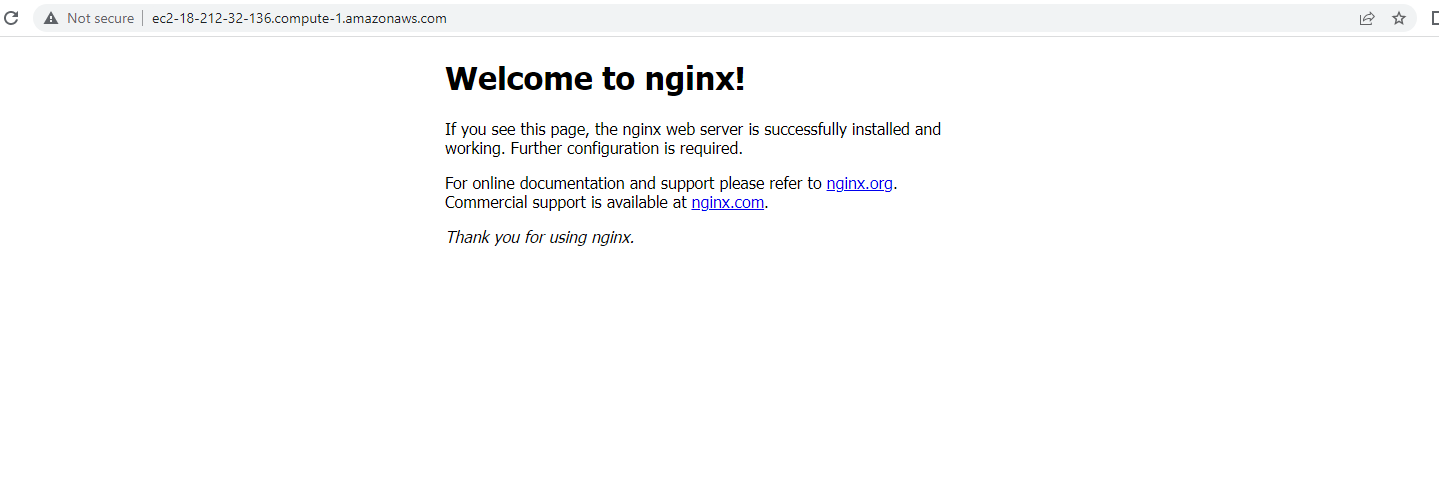 Not secure ec2-18-212-32-136.compute-1.amazonaws.com
Welcome to nginx!
If you see this page, the nginx web server is successfully installed and
working. Further configuration is required.
For online documentation and support please refer to nginx.org.
Commercial support is available at nginx.com.
Thank you for using nginx.